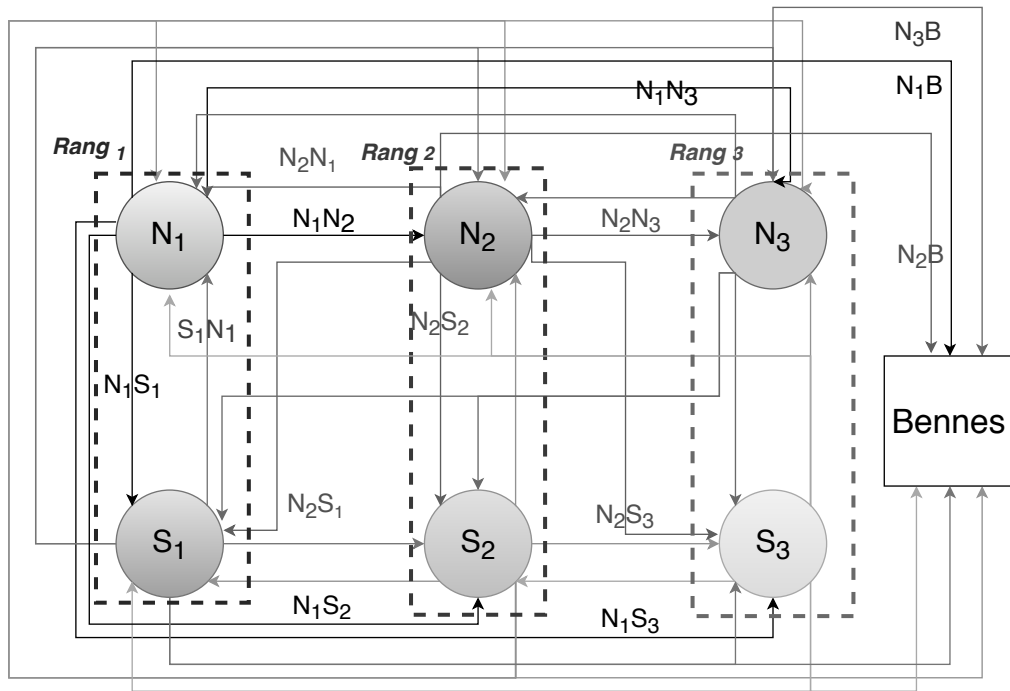 N₃B
N₁B
N₁N₃
Rang ₁
N₂N₁
Rang 2
Rang 3
N₁
N₁N₂
N₂
N₂N₃
N₃
N₂B
S₁N₁
N₂S₂
N₁S₁
Bennes
N₂S₁
N₂S₃
S₁
S₂
S₃
N₁S₂
N₁S₃